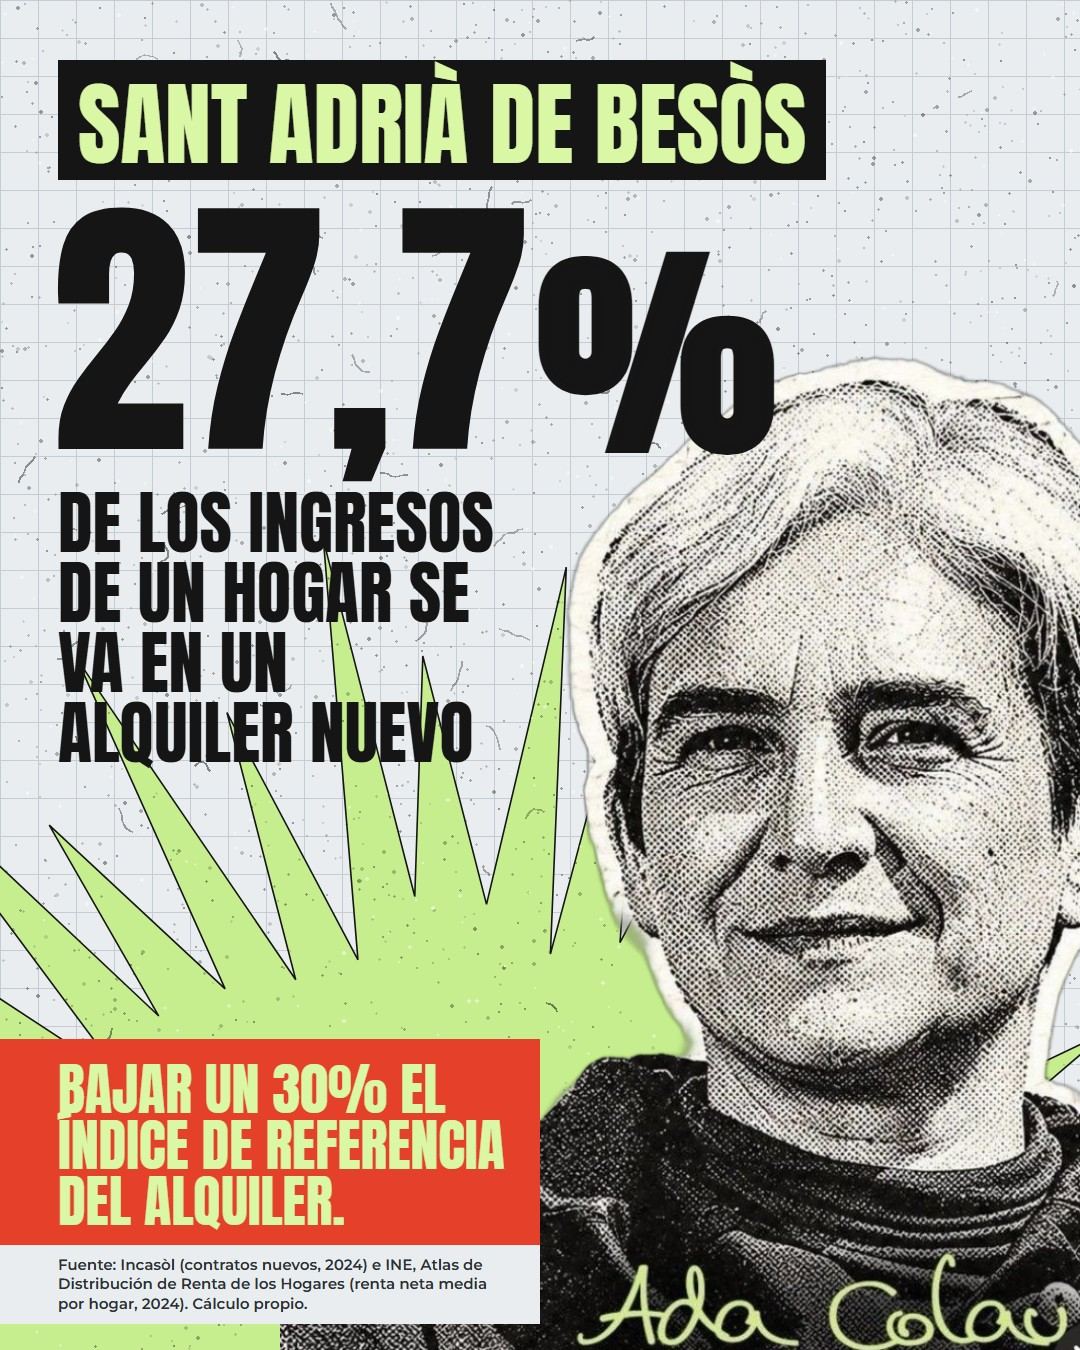 SANT ADRIÀ DE BESÒS
27,7%
DE LOS INGRESOS
DE UN HOGAR SE
VA EN UN
ALQUILER NUEVO
BAJAR UN 30% EL
ÍNDICE DE REFERENCIA
DEL ALQUILER.
Fuente: Incasòl (contratos nuevos, 2024) e INE, Atlas de
Distribución de Renta de los Hogares (renta neta media
por hogar, 2024). Cálculo propio.
Ada Colau